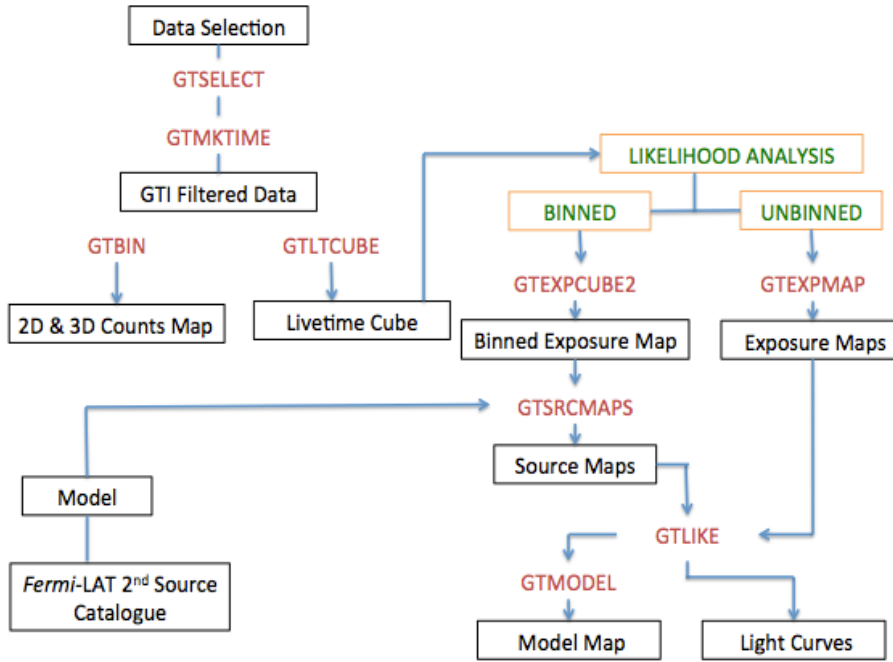 Data Selection
GTSELECT
GTMKTIME
GTI Filtered Data
LIKELIHOOD ANALYSIS
BINNED
UNBINNED
GTBIN
GTLTCUBE
GTEXPCUBE2
GTEXPMAP
2D & 3D Counts Map
Livetime Cube
Binned Exposure Map
Exposure Maps
GTSRCMAPS
Source Maps
Model
GTLIKE
Fermi-LAT 2nd Source
Catalogue
GTMODEL
Model Map
Light Curves